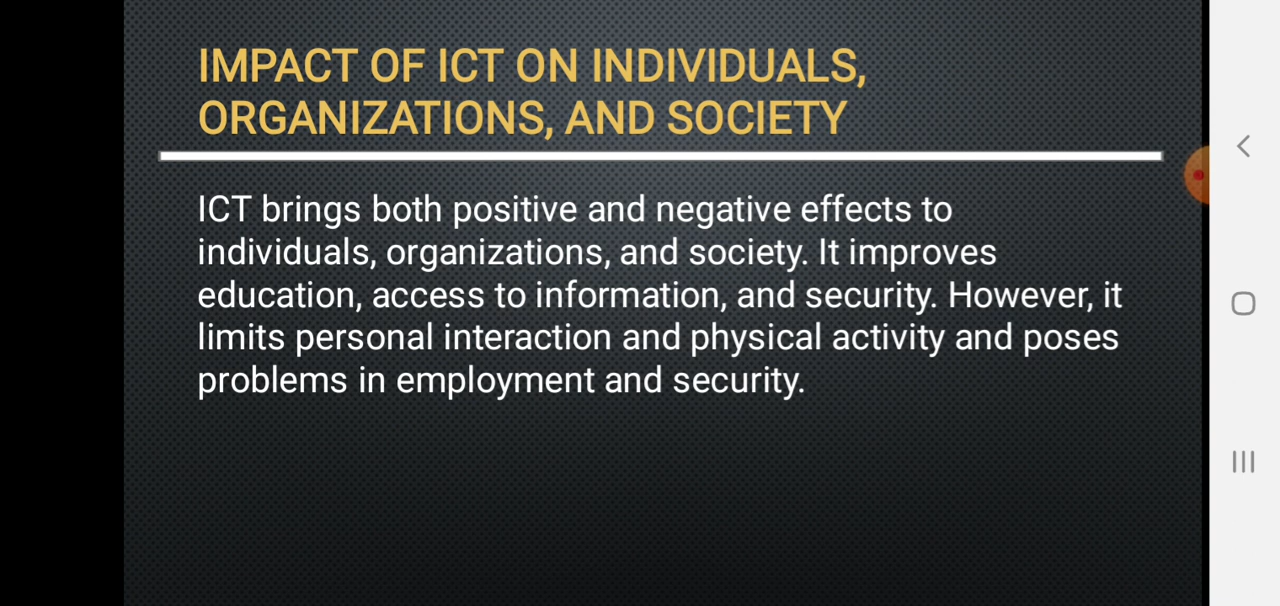 IMPACT OF ICT ON INDIVIDUALS,
ORGANIZATIONS, AND SOCIETY
ICT brings both positive and negative effects to
individuals, organizations, and society. It improves
education, access to information, and security. However, it
limits personal interaction and physical activity and poses
problems in employment and security.